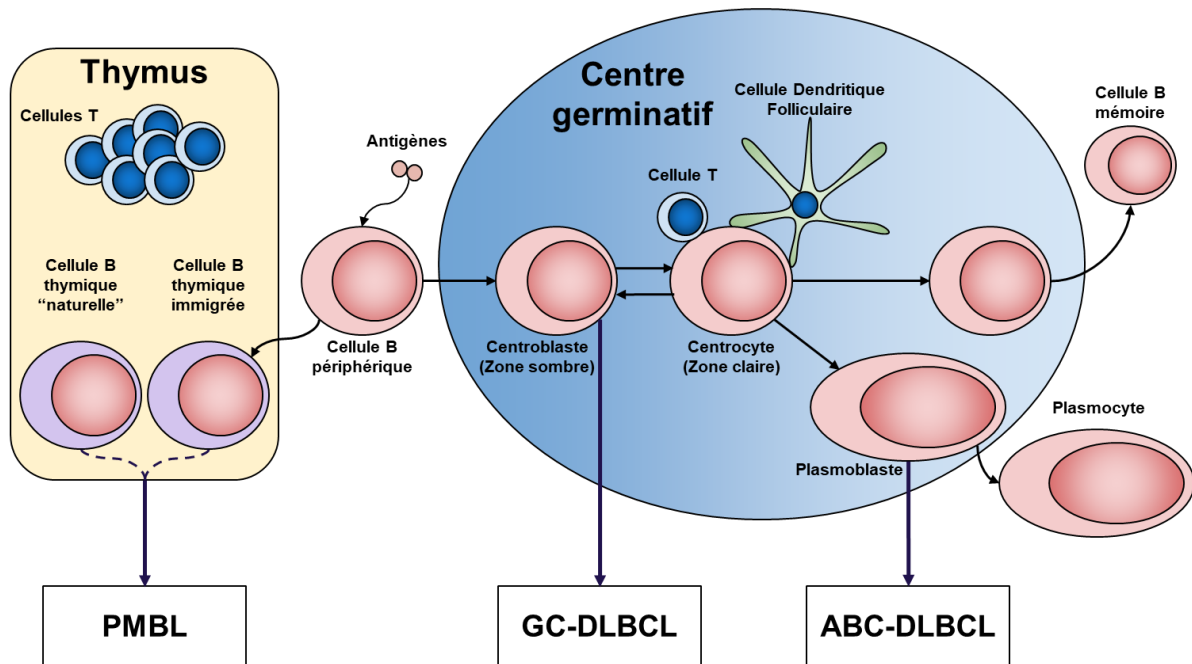 Thymus
Cellules T
Cellule B
thymique
“naturelle”
Cellule B
thymique
immigrée
Antigènes
Cellule B
périphérique
Centre
germinatif
Cellule Dendritique
Folliculaire
Cellule T
Centroblaste
(Zone sombre)
Centrocyte
(Zone claire)
Cellule B
mémoire
Plasmoblaste
Plasmocyte
PMBL
GC-DLBCL
ABC-DLBCL